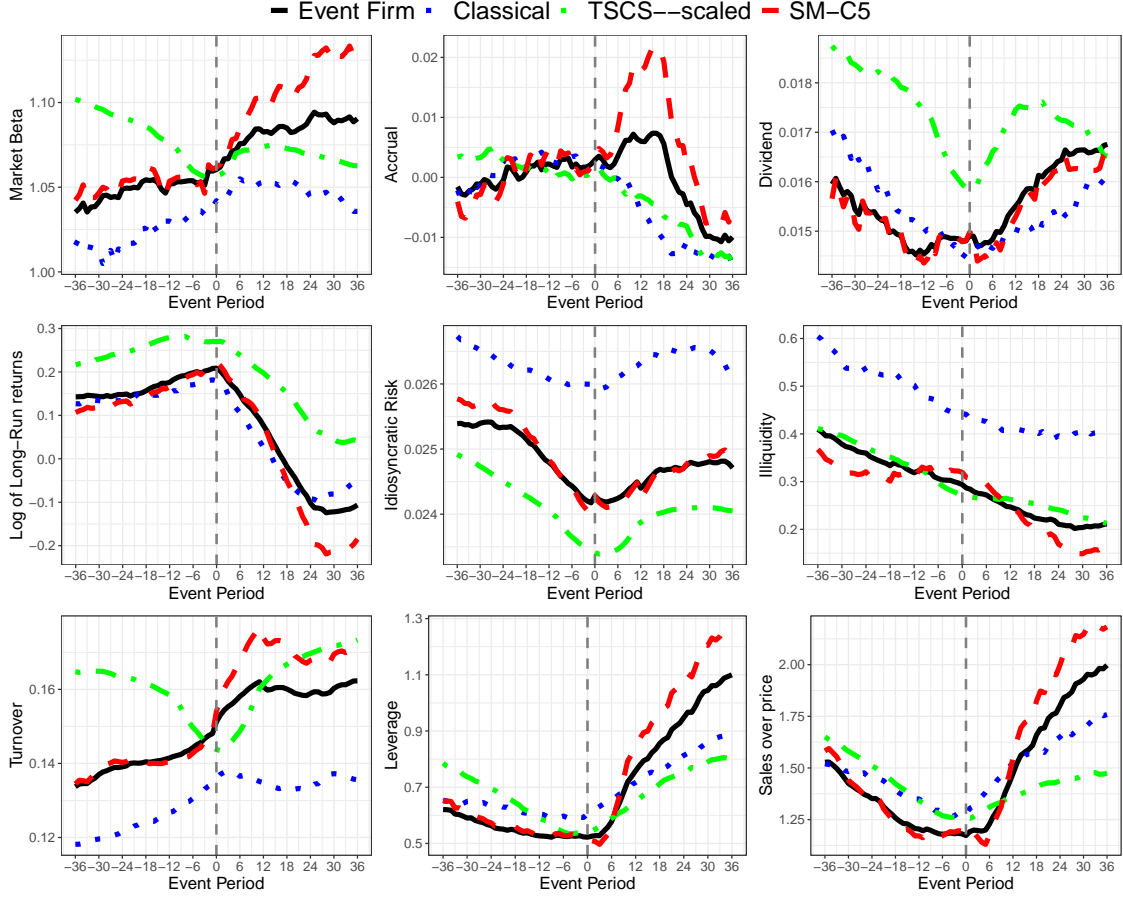 Event Firm Classical TSCS--scaled SM-C5
Market Beta
1.10
1.05
1.00
−36−30−24−18−12 −6 0 6 12 18 24 30 36
Event Period
Accrual
0.02
0.01
0.00
−0.01
−36−30−24−18−12 −6 0 6 12 18 24 30 36
Event Period
Dividend
0.018
0.017
0.016
0.015
−36−30−24−18−12 −6 0 6 12 18 24 30 36
Event Period
Log of Long−Run returns
0.3
0.2
0.1
0.0
−0.1
−0.2
−36−30−24−18−12 −6 0 6 12 18 24 30 36
Event Period
Idiosyncratic Risk
0.026
0.025
0.024
−36−30−24−18−12 −6 0 6 12 18 24 30 36
Event Period
Illiquidity
0.6
0.5
0.4
0.3
0.2
−36−30−24−18−12 −6 0 6 12 18 24 30 36
Event Period
Turnover
0.16
0.14
0.12
−36−30−24−18−12 −6 0 6 12 18 24 30 36
Event Period
Leverage
1.3
1.1
0.9
0.7
0.5
−36−30−24−18−12 −6 0 6 12 18 24 30 36
Event Period
Sales over price
2.00
1.75
1.50
1.25
−36−30−24−18−12 −6 0 6 12 18 24 30 36
Event Period